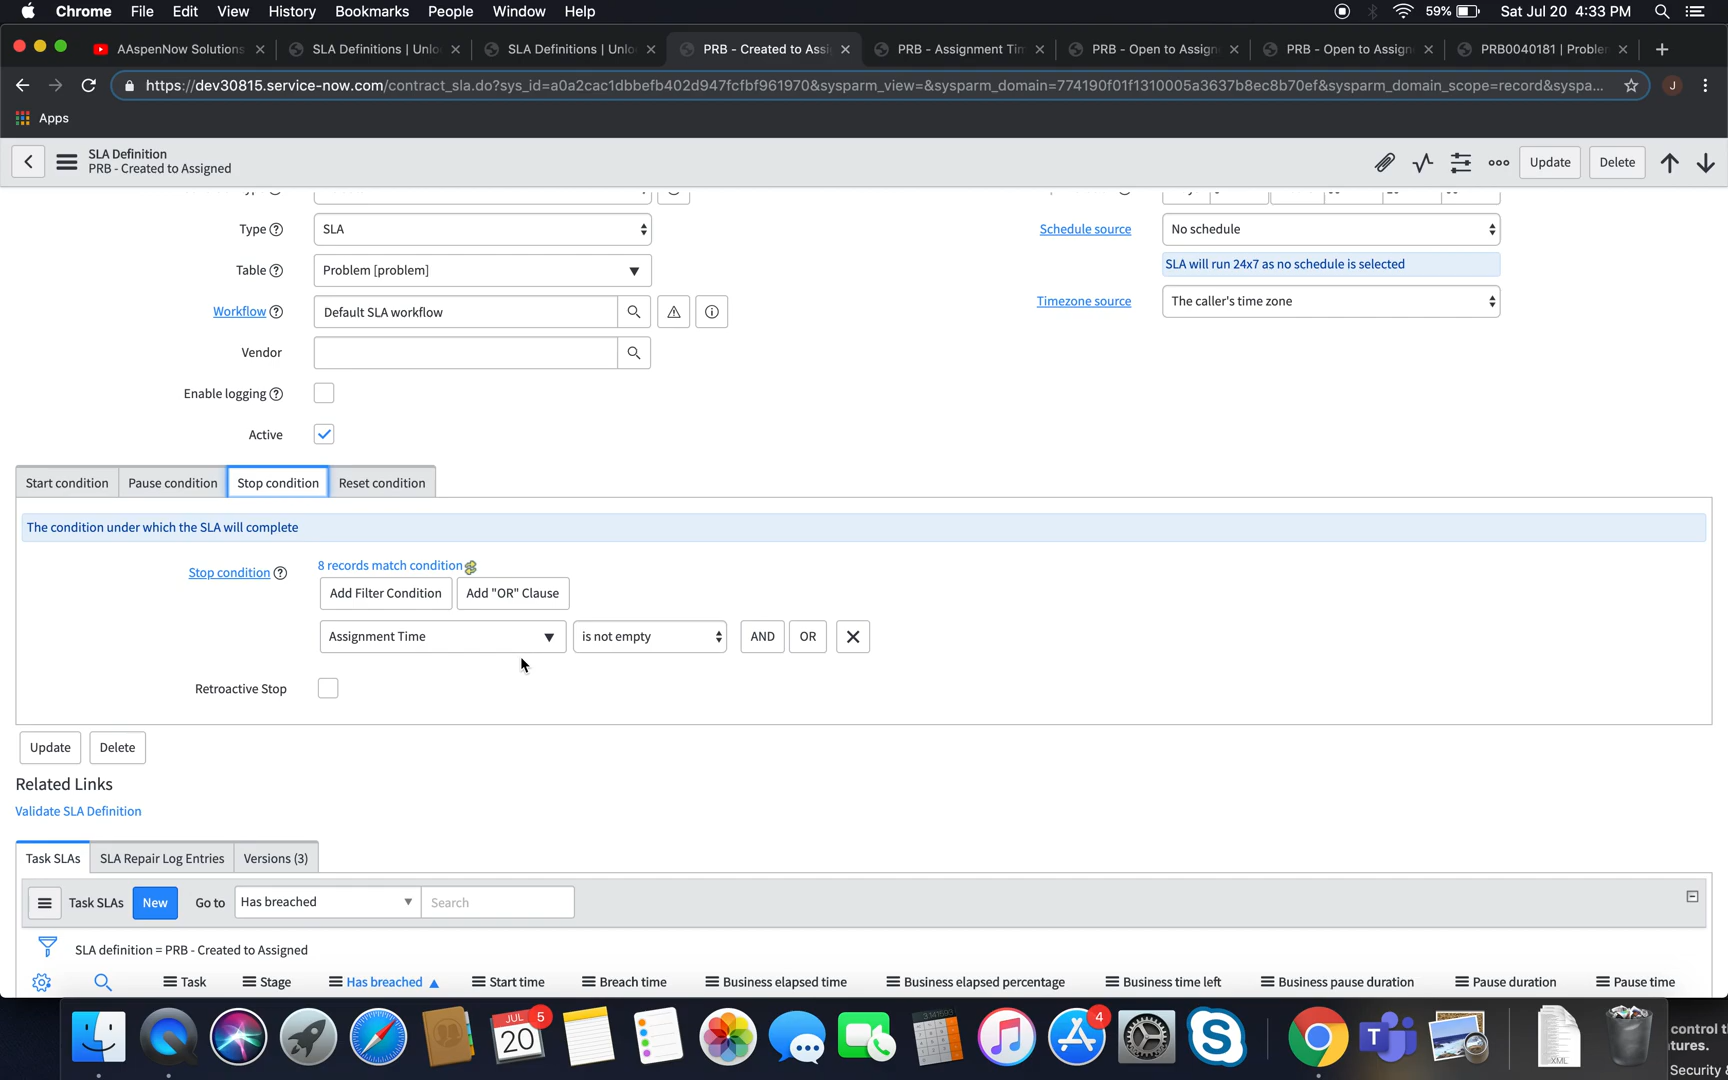 Chrome File Edit View History Bookmarks People Window Help 59% Sat Jul 20 4:33 PM
AAspenNow Solutions SLA Definitions | Unlo SLA Definitions | Unlo PRB - Created to Assi PRB - Assignment Tim PRB - Open to Assign PRB - Open to Assign PRB0040181 | Proble
https://dev30815.service-now.com/contract_sla.do?sys_id=a0a2cac1dbbefb402d947fcfbf961970&sysparm_view=&sysparm_domain=774190f01f1310005a3637b8ec8b70ef&sysparm_domain_scope=record&syspa... J
Apps
SLA Definition
PRB - Created to Assigned
Update Delete
Type SLA Schedule source No schedule
Table Problem [problem] SLA will run 24x7 as no schedule is selected
Workflow Default SLA workflow Timezone source The caller's time zone
Vendor
Enable logging
Active
Start condition Pause condition Stop condition Reset condition
The condition under which the SLA will complete
Stop condition 8 records match condition
Add Filter Condition Add "OR" Clause
Assignment Time is not empty AND OR
Retroactive Stop
Update Delete
Related Links
Validate SLA Definition
Task SLAs SLA Repair Log Entries Versions (3)
Task SLAs New Go to Has breached Search
SLA definition = PRB - Created to Assigned
Task Stage Has breached Start time Breach time Business elapsed time Business elapsed percentage Business time left Business pause duration Pause duration Pause time
JUL 20 5 3.141593 4 XML
control t
tures.
Security &